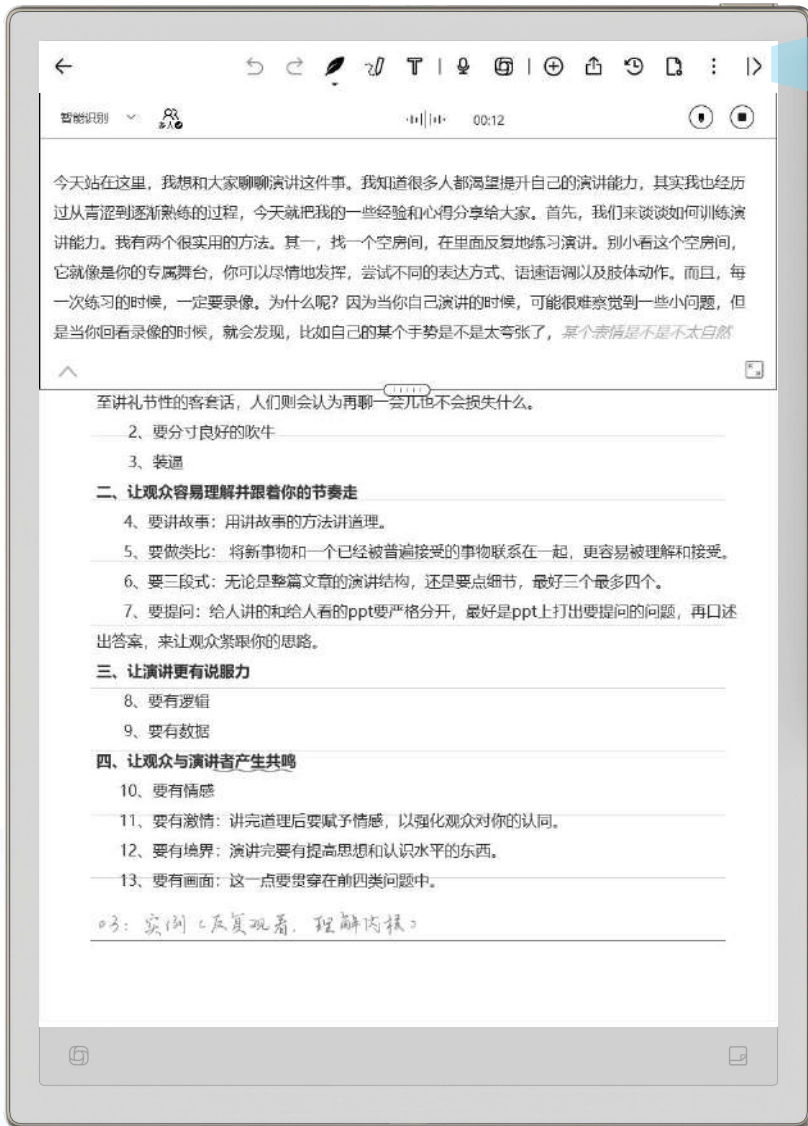 智能识别
多人
00:12
今天站在这里，我想和大家聊聊演讲这件事。我知道很多人都渴望提升自己的演讲能力，其实我也经历
过从青涩到逐渐熟练的过程，今天就把我的一些经验和心得分享给大家。首先，我们来谈谈如何训练演
讲能力。我有两个很实用的方法。其一，找一个空房间，在里面反复地练习演讲。别小看这个空房间，
它就像是你的专属舞台，你可以尽情地发挥，尝试不同的表达方式、语速语调以及肢体动作。而且，每
一次练习的时候，一定要录像。为什么呢？因为当你自己演讲的时候，可能很难察觉到一些小问题，但
是当你回看录像的时候，就会发现，比如自己的某个手势是不是太夸张了，某个表情是不是不太自然
至讲礼节性的客套话，人们则会认为再聊一会儿也不会损失什么。
2、要分寸良好的吹牛
3、装逼
二、让观众容易理解并跟着你的节奏走
4、要讲故事：用讲故事的方法讲道理。
5、要做类比： 将新事物和一个已经被普遍接受的事物联系在一起，更容易被理解和接受。
6、要三段式：无论是整篇文章的演讲结构，还是要点细节，最好三个最多四个。
7、要提问：给人讲的和给人看的ppt要严格分开，最好是ppt上打出要提问的问题，再口述
出答案，来让观众紧跟你的思路。
三、让演讲更有说服力
8、要有逻辑
9、要有数据
四、让观众与演讲者产生共鸣
10、要有情感
11、要有激情：讲完道理后要赋予情感，以强化观众对你的认同。
12、要有境界：演讲完要有提高思想和认识水平的东西。
13、要有画面：这一点要贯穿在前四类问题中。
03：实例（反复观看，理解内核）